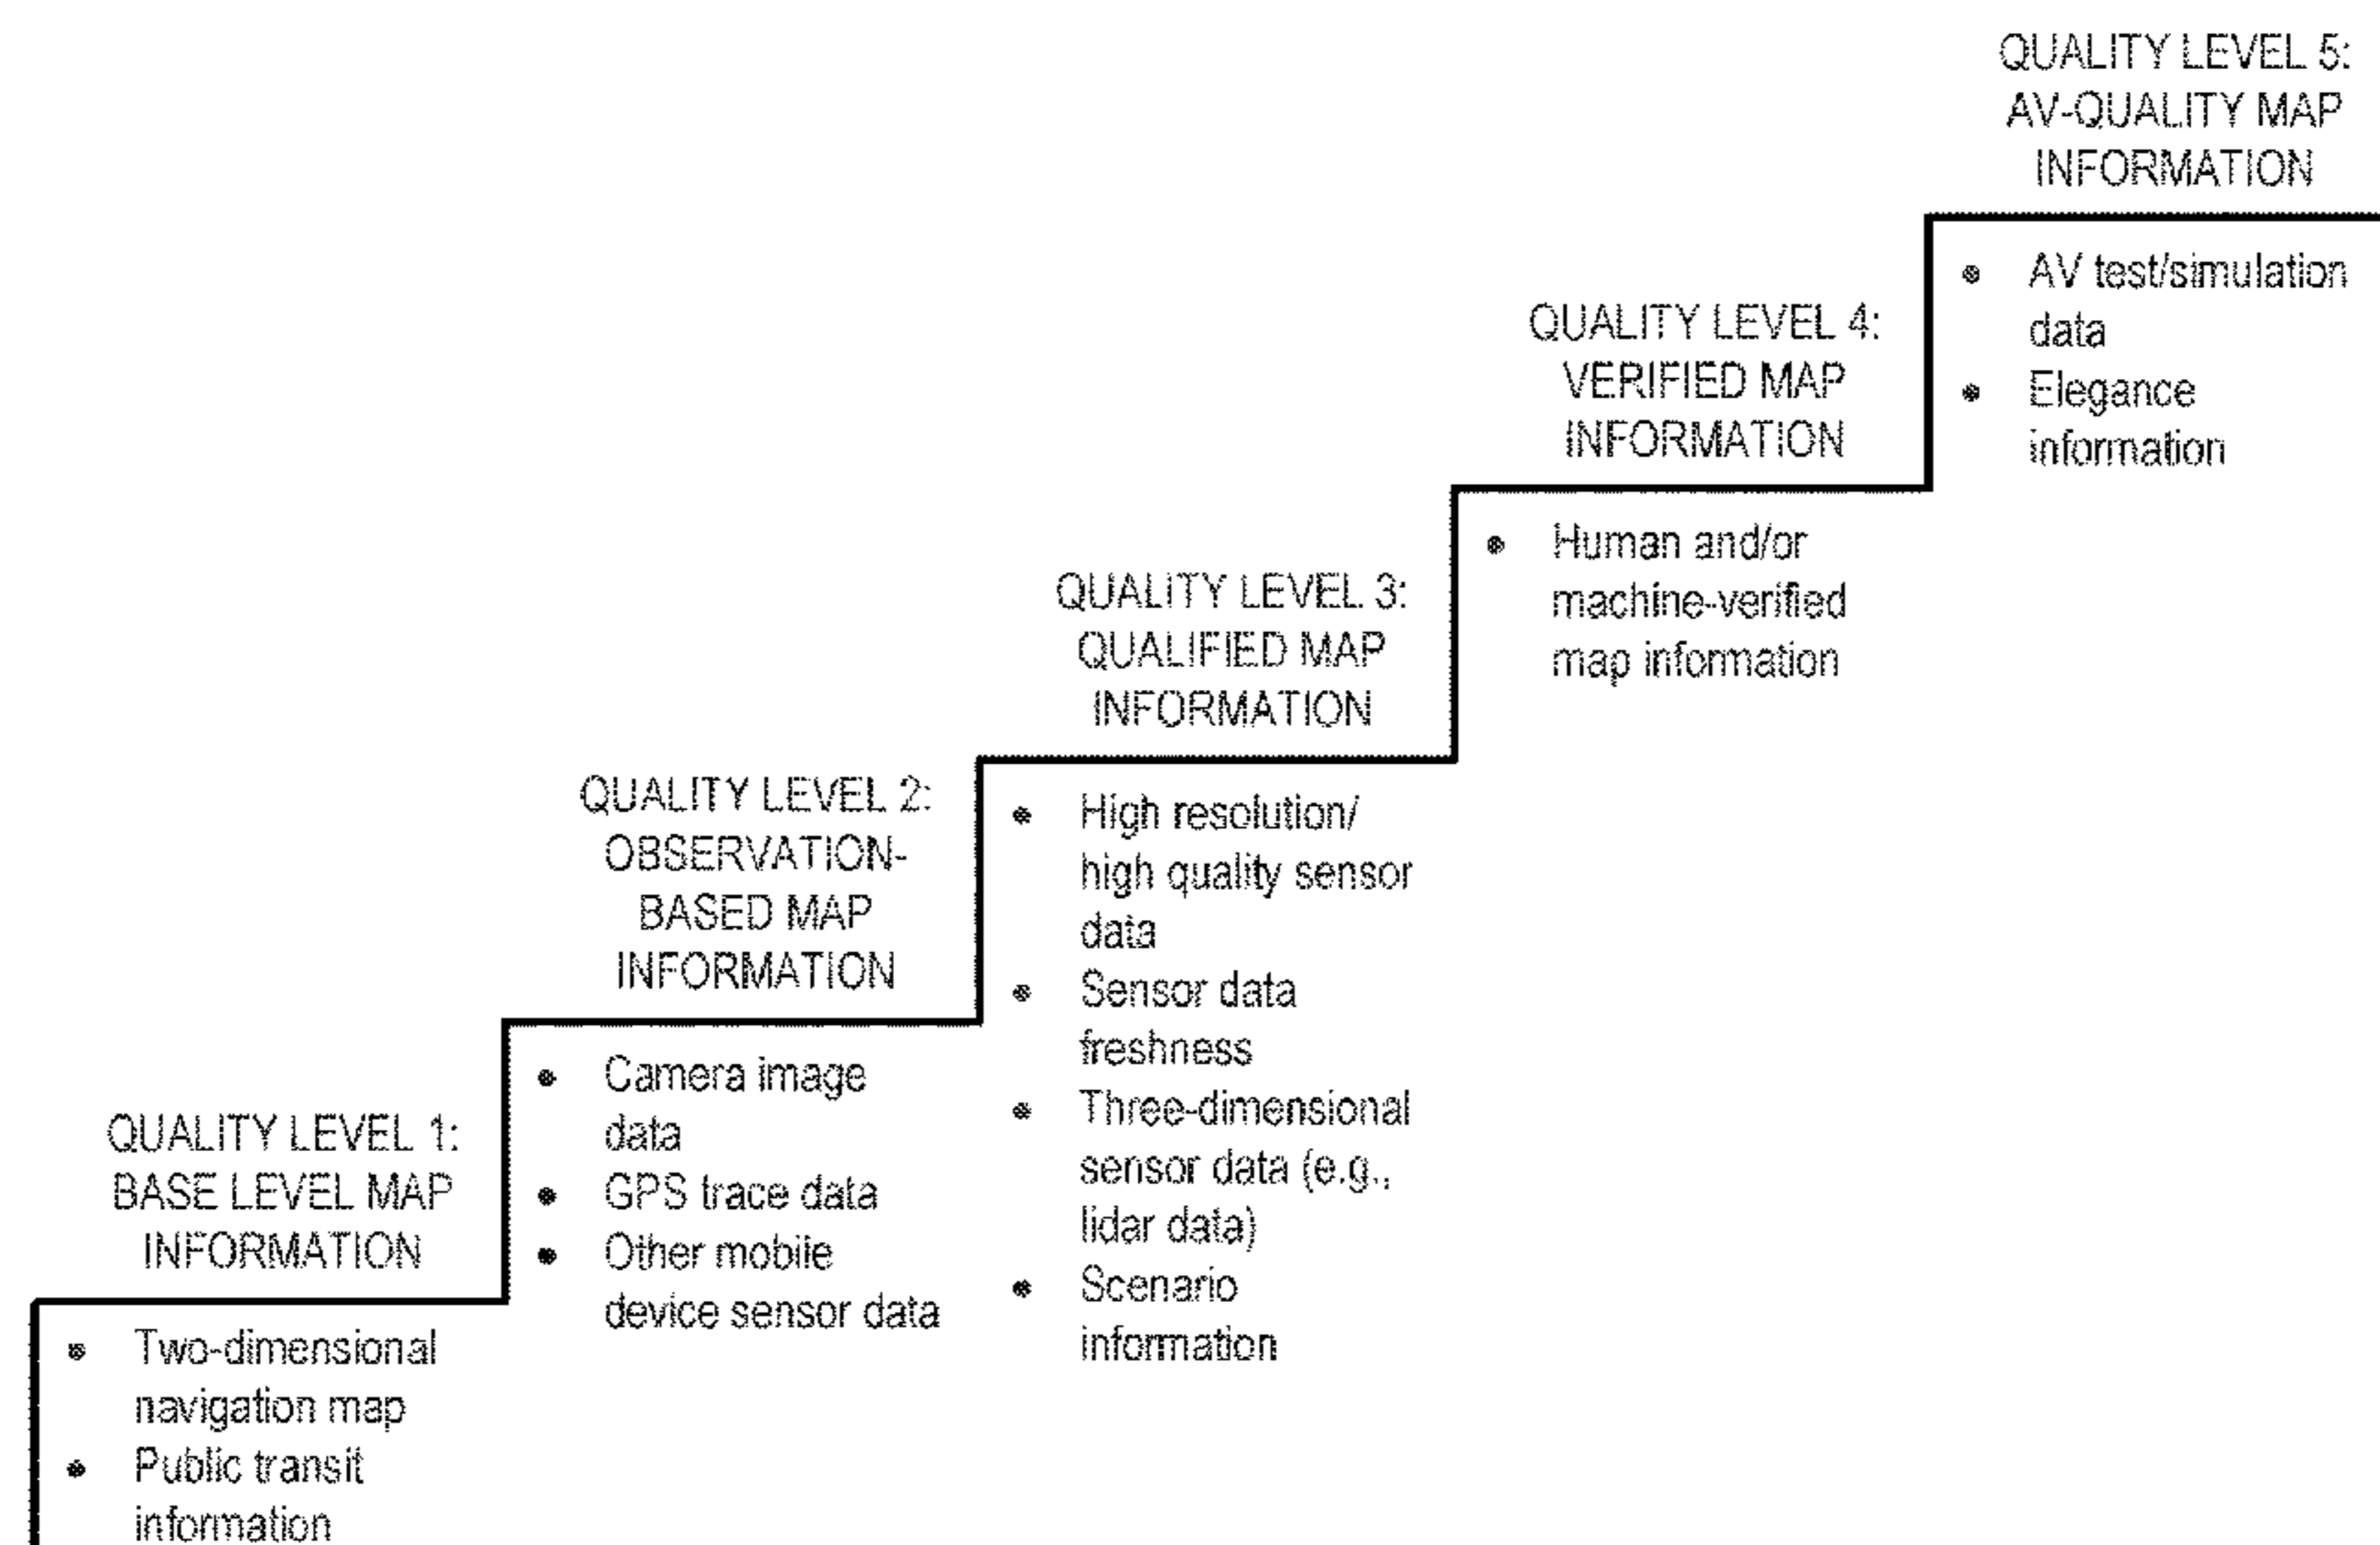 QUALITY LEVEL 5:
AV-QUALITY MAP
INFORMATION
• AV test/simulation
data
• Elegance
information
QUALITY LEVEL 4:
VERIFIED MAP
INFORMATION
• Human and/or
machine-verified
map information
QUALITY LEVEL 3:
QUALIFIED MAP
INFORMATION
• High resolution/
high quality sensor
data
• Sensor data
freshness
• Three-dimensional
sensor data (e.g.,
lidar data)
• Scenario
information
QUALITY LEVEL 2:
OBSERVATION-
BASED MAP
INFORMATION
• Camera image
data
• GPS trace data
• Other mobile
device sensor data
QUALITY LEVEL 1:
BASE LEVEL MAP
INFORMATION
• Two-dimensional
navigation map
• Public transit
information